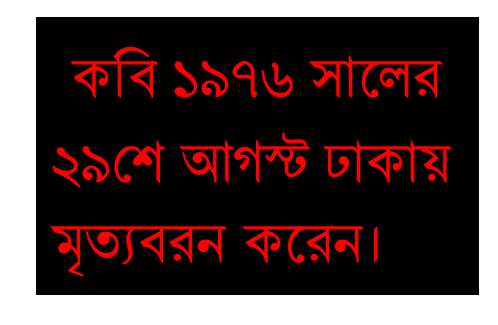 কবি ১৯৭৬ সালের
২৯শে আগস্ট ঢাকায়
মৃত্যবরন করেন।